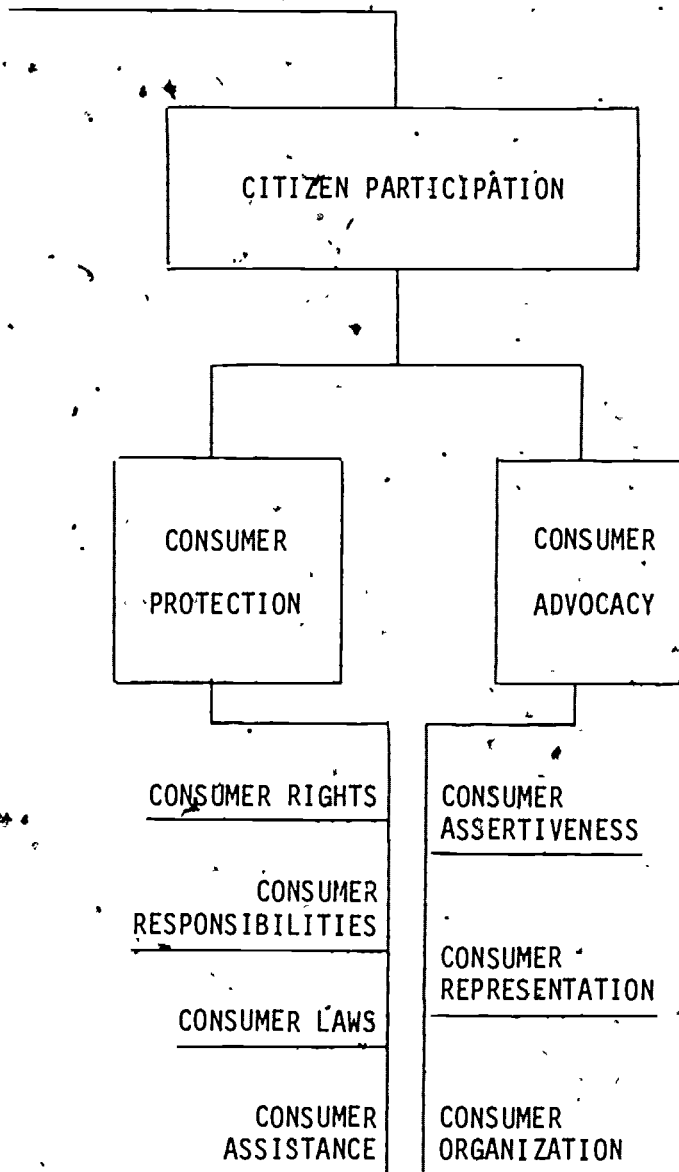 CITIZEN PARTICIPATION
CONSUMER
PROTECTION
CONSUMER
ADVOCACY
CONSUMER RIGHTS
CONSUMER
RESPONSIBILITIES
CONSUMER LAWS
CONSUMER
ASSISTANCE
CONSUMER
ASSERTIVENESS
CONSUMER
REPRESENTATION
CONSUMER
ORGANIZATION